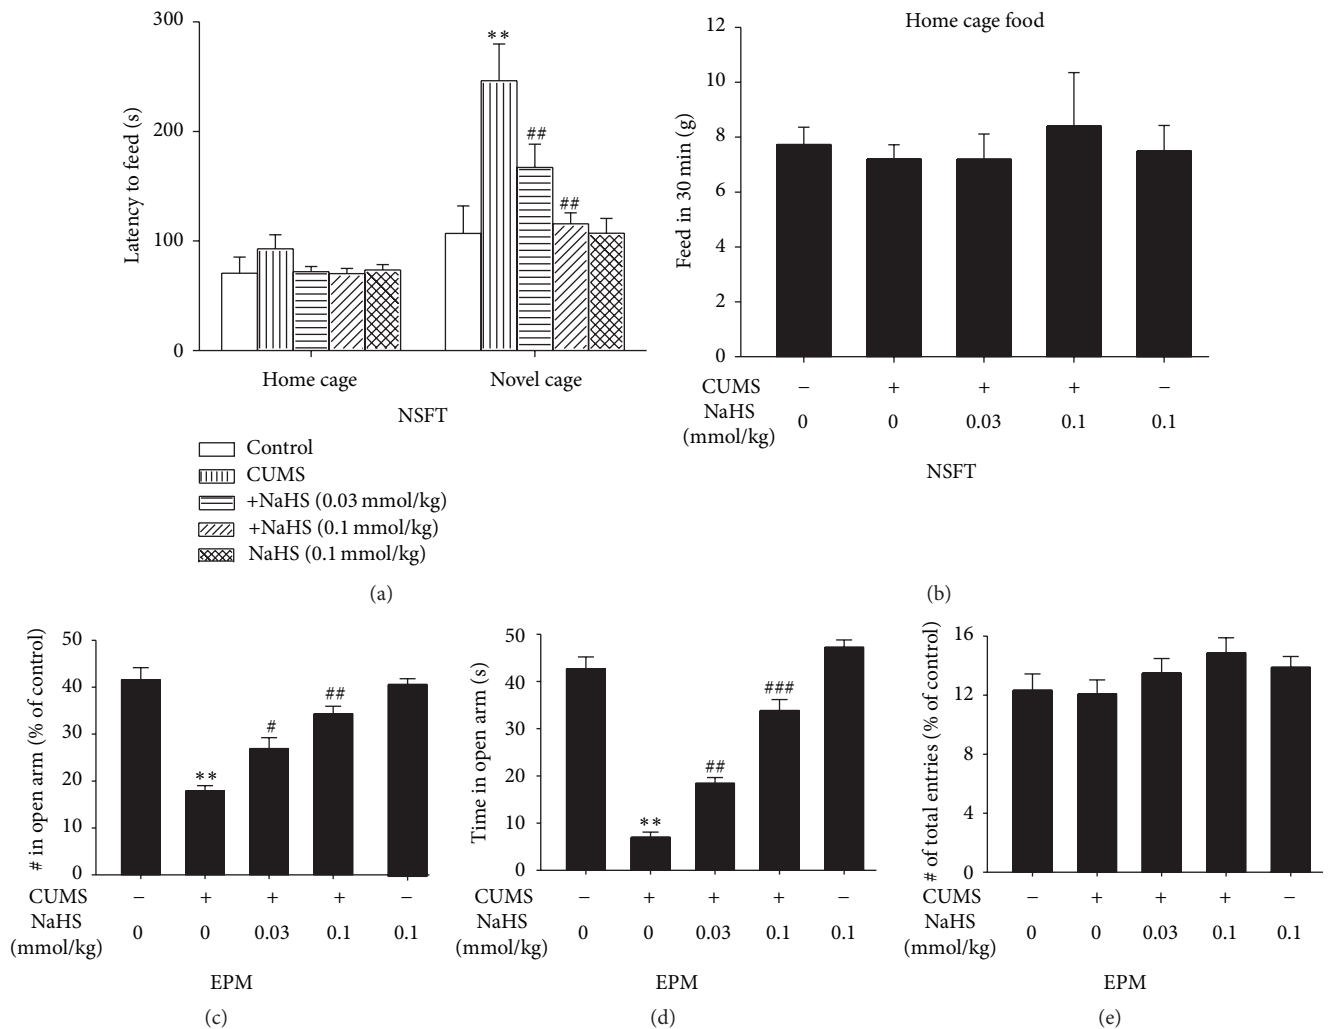 300
200
100
0
Latency to feed (s)
**
##
##
Home cage
Novel cage
NSFT
Control
CUMS
+NaHS (0.03 mmol/kg)
+NaHS (0.1 mmol/kg)
NaHS (0.1 mmol/kg)
(a)
Home cage food
12
10
8
6
4
2
0
Feed in 30 min (g)
CUMS − + + + −
NaHS
(mmol/kg) 0 0 0.03 0.1 0.1
NSFT
(b)
50
40
30
20
10
0
# in open arm (% of control)
**
#
##
CUMS − + + + −
NaHS
(mmol/kg) 0 0 0.03 0.1 0.1
EPM
(c)
50
40
30
20
10
0
Time in open arm (s)
**
##
###
CUMS − + + + −
NaHS
(mmol/kg) 0 0 0.03 0.1 0.1
EPM
(d)
16
12
8
4
0
# of total entries (% of control)
CUMS − + + + −
NaHS
(mmol/kg) 0 0 0.03 0.1 0.1
EPM
(e)